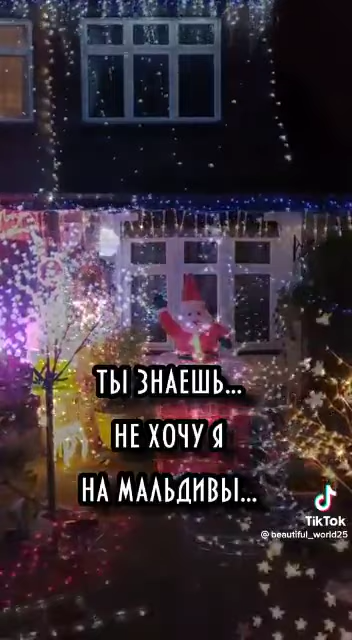 ТЫ ЗНАЕШЬ...
НЕ ХОЧУ Я
НА МАЛЬДИВЫ...
TikTok
@beautiful_world25